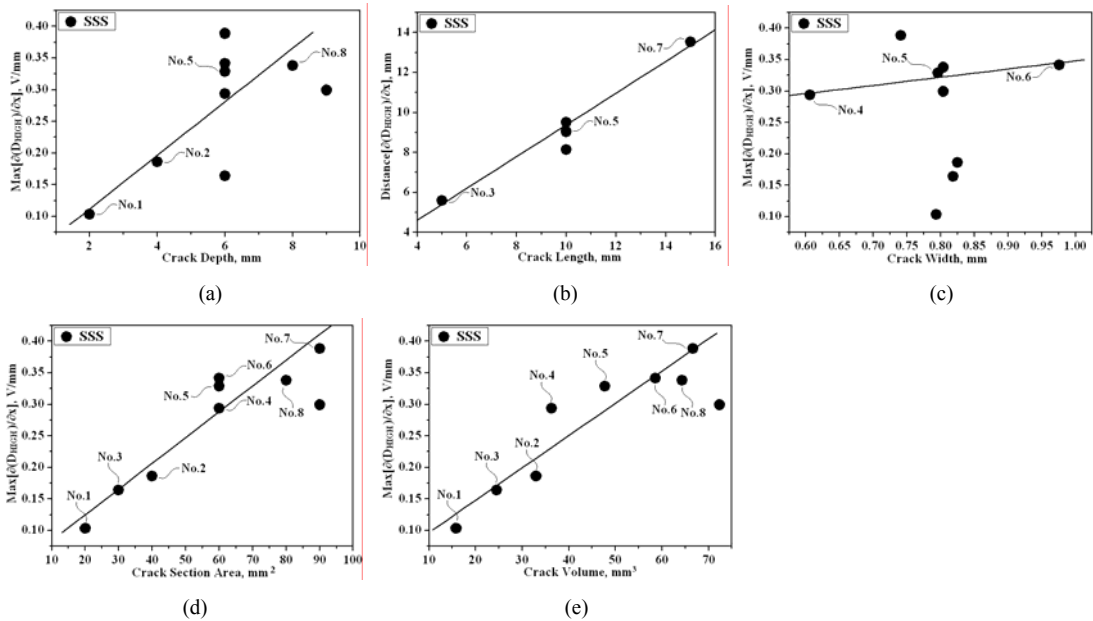 SSS
Max[∂(D_HIGH)/∂x], V/mm
0.40
0.35
0.30
0.25
0.20
0.15
0.10
No.5
No.8
No.2
No.1
2 4 6 8 10
Crack Depth, mm
(a)
SSS
Distance[∂(D_HIGH)/∂x], mm
14
12
10
8
6
4
No.7
No.5
No.3
4 6 8 10 12 14 16
Crack Length, mm
(b)
SSS
Max[∂(D_HIGH)/∂x], V/mm
0.40
0.35
0.30
0.25
0.20
0.15
0.10
No.5
No.6
No.4
0.60 0.65 0.70 0.75 0.80 0.85 0.90 0.95 1.00
Crack Width, mm
(c)
SSS
Max[∂(D_HIGH)/∂x], V/mm
0.40
0.35
0.30
0.25
0.20
0.15
0.10
No.7
No.6
No.5
No.4
No.8
No.3
No.2
No.1
10 20 30 40 50 60 70 80 90 100
Crack Section Area, mm²
(d)
SSS
Max[∂(D_HIGH)/∂x], V/mm
0.40
0.35
0.30
0.25
0.20
0.15
0.10
No.7
No.5
No.4
No.6
No.8
No.2
No.3
No.1
10 20 30 40 50 60 70
Crack Volume, mm³
(e)